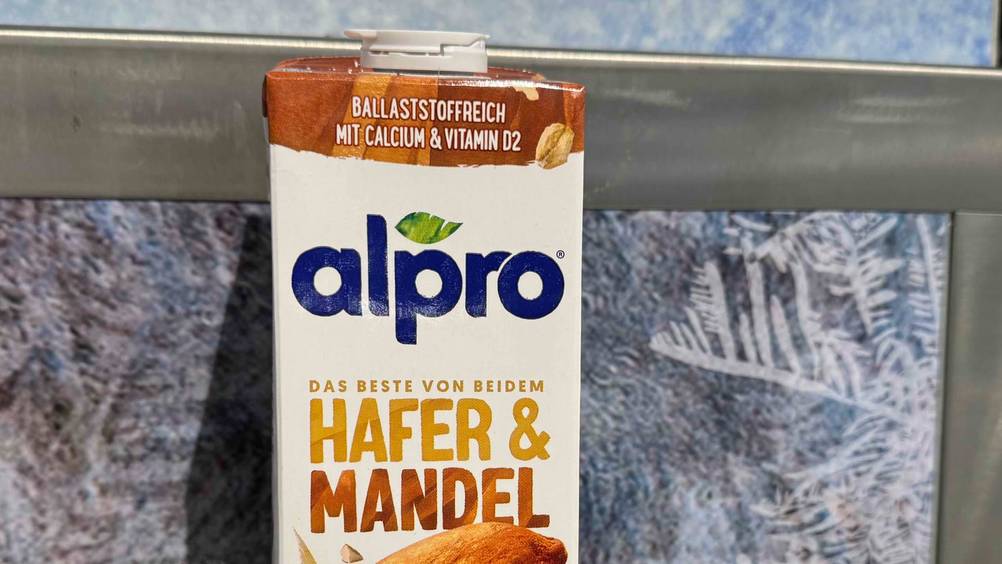 BALLASTSTOFFREICH
MIT CALCIUM & VITAMIN D2
alpro®
DAS BESTE VON BEIDEM
HAFER &
MANDEL